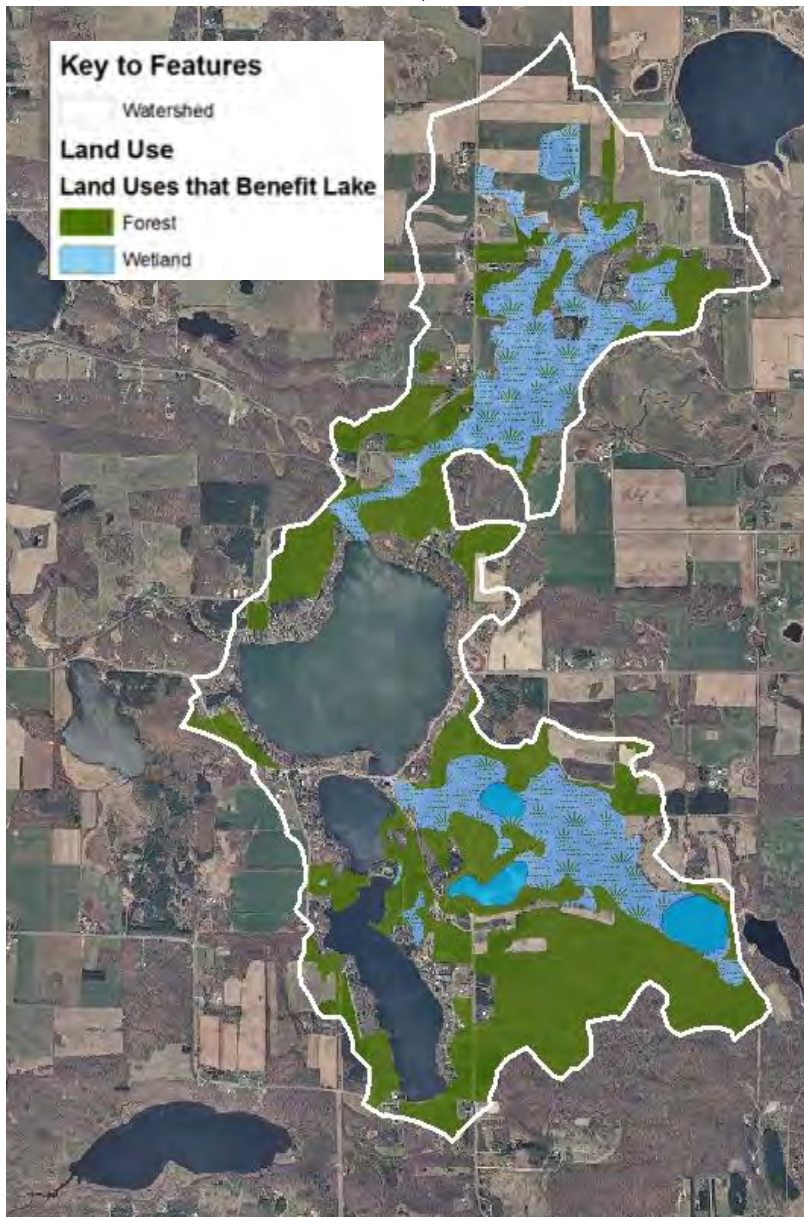 Key to Features
Watershed
Land Use
Land Uses that Benefit Lake
Forest
Wetland